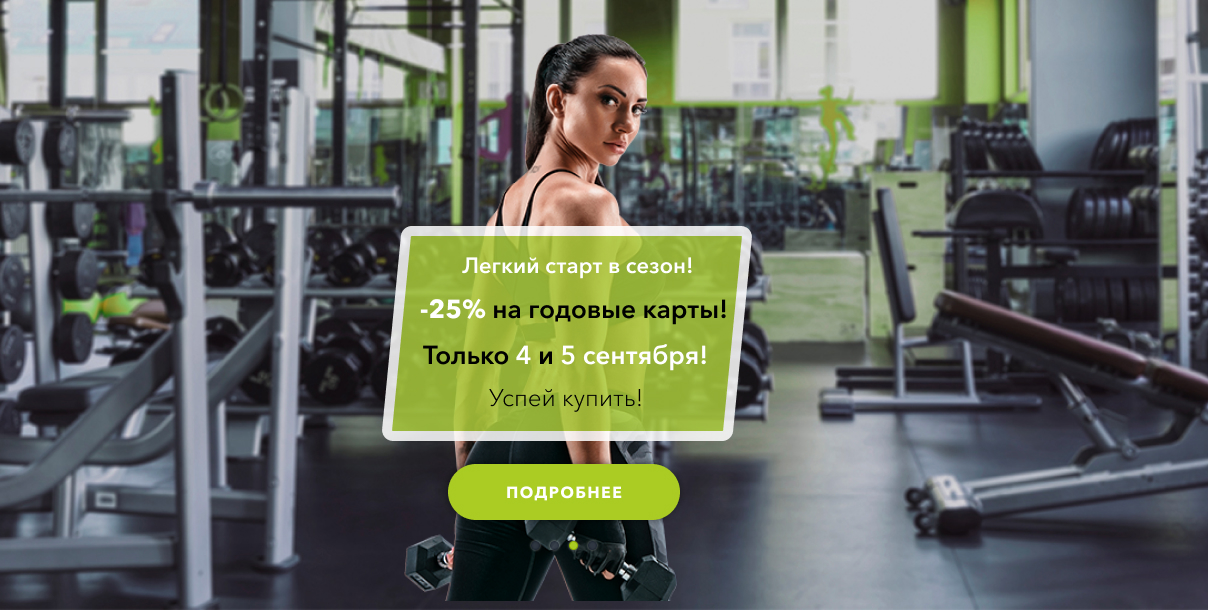 Легкий старт в сезон!
-25% на годовые карты!
Только 4 и 5 сентября!
Успей купить!
ПОДРОБНЕЕ